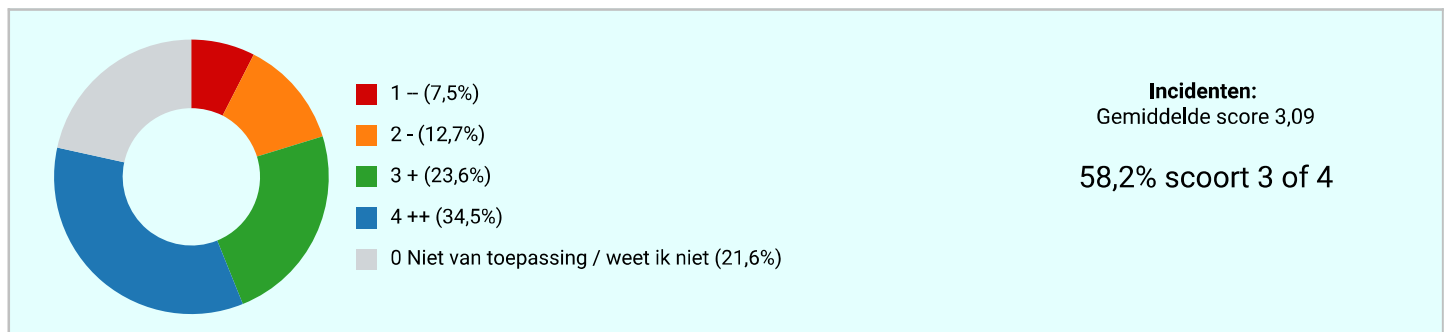 1 -- (7,5%)
2 - (12,7%)
3 + (23,6%)
4 ++ (34,5%)
0 Niet van toepassing / weet ik niet (21,6%)
Incidenten:
Gemiddelde score 3,09
58,2% scoort 3 of 4